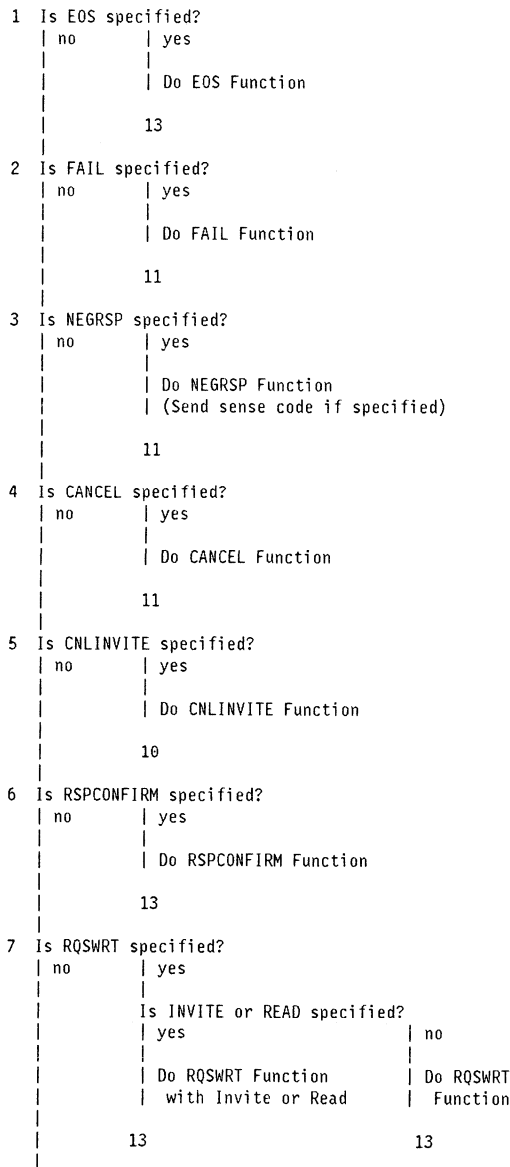 1 Is EOS specified?
| no | yes
Do EOS Function
13
2 Is FAIL specified?
| no | yes
Do FAIL Function
11
3 Is NEGRSP specified?
| no | yes
Do NEGRSP Function
(Send sense code if specified)
11
4 Is CANCEL specified?
| no | yes
Do CANCEL Function
11
5 Is CNLINVITE specified?
| no | yes
Do CNLINVITE Function
10
6 Is RSPCONFIRM specified?
| no | yes
Do RSPCONFIRM Function
13
7 Is RQSWRT specified?
| no | yes
Is INVITE or READ specified?
| yes | no
Do RQSWRT Function | Do RQSWRT
with Invite or Read | Function
13 13